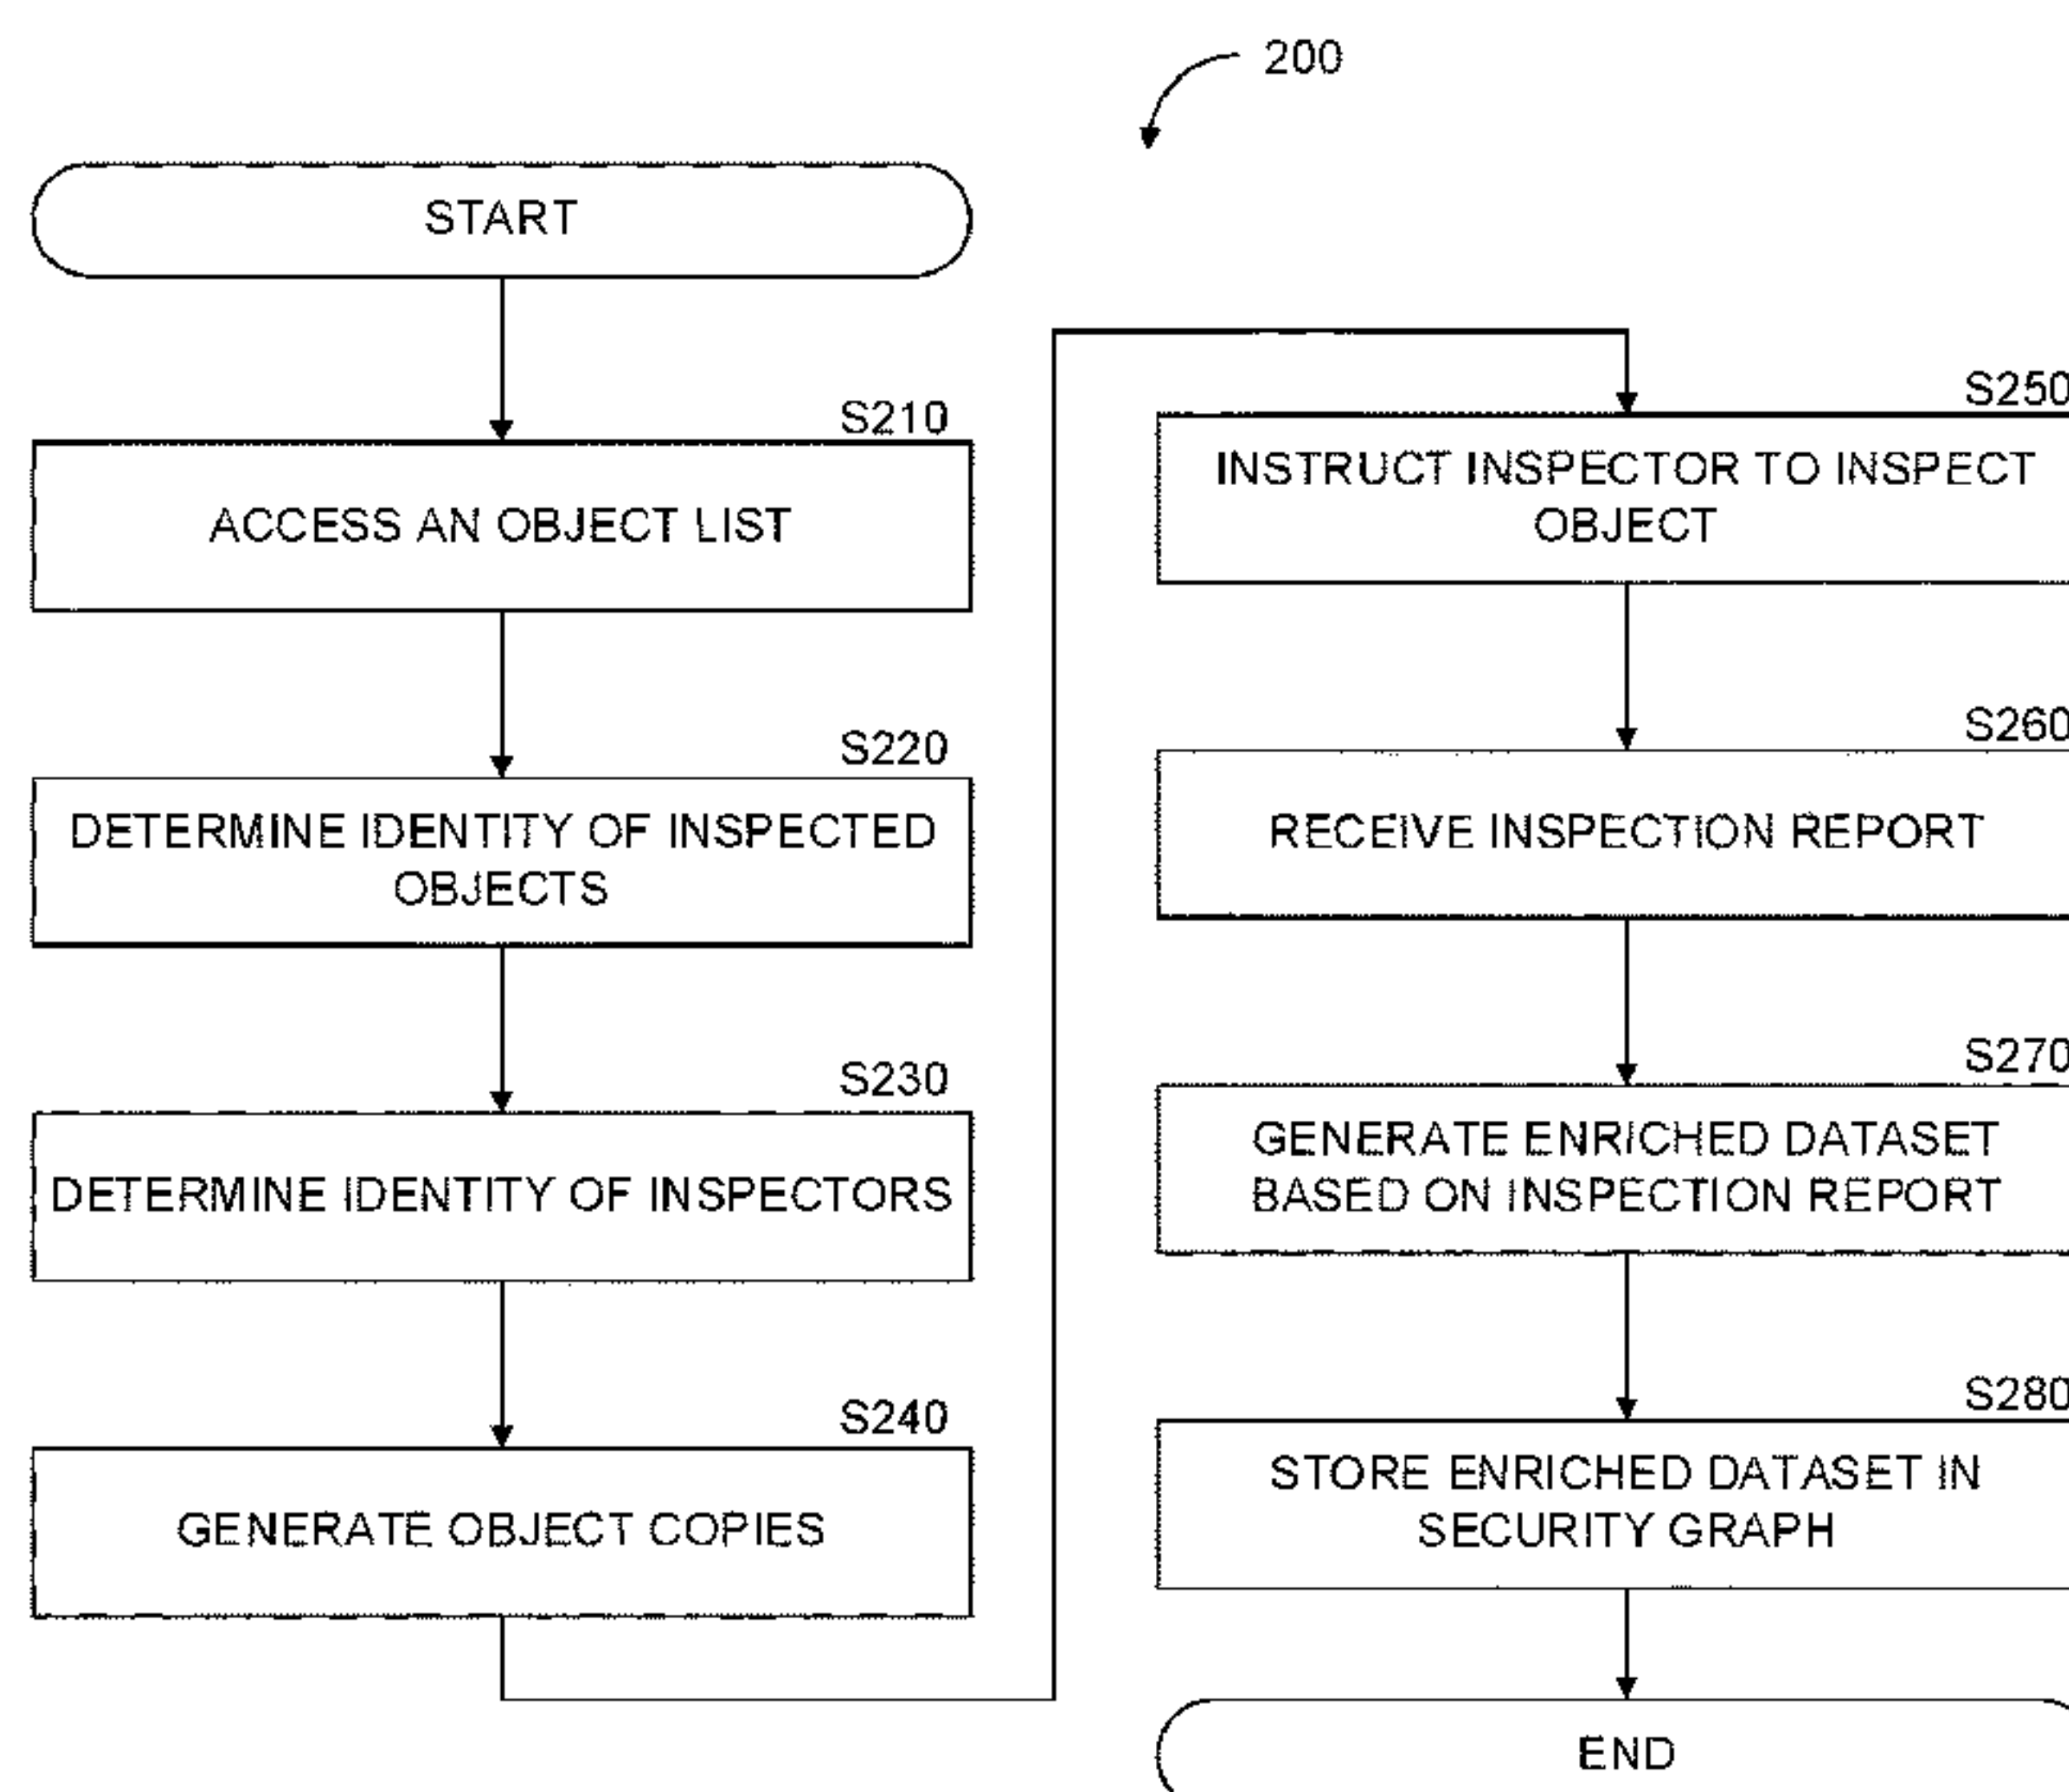 200
START
S210
ACCESS AN OBJECT LIST
S220
DETERMINE IDENTITY OF INSPECTED
OBJECTS
S230
DETERMINE IDENTITY OF INSPECTORS
S240
GENERATE OBJECT COPIES
S250
INSTRUCT INSPECTOR TO INSPECT
OBJECT
S260
RECEIVE INSPECTION REPORT
S270
GENERATE ENRICHED DATASET
BASED ON INSPECTION REPORT
S280
STORE ENRICHED DATASET IN
SECURITY GRAPH
END